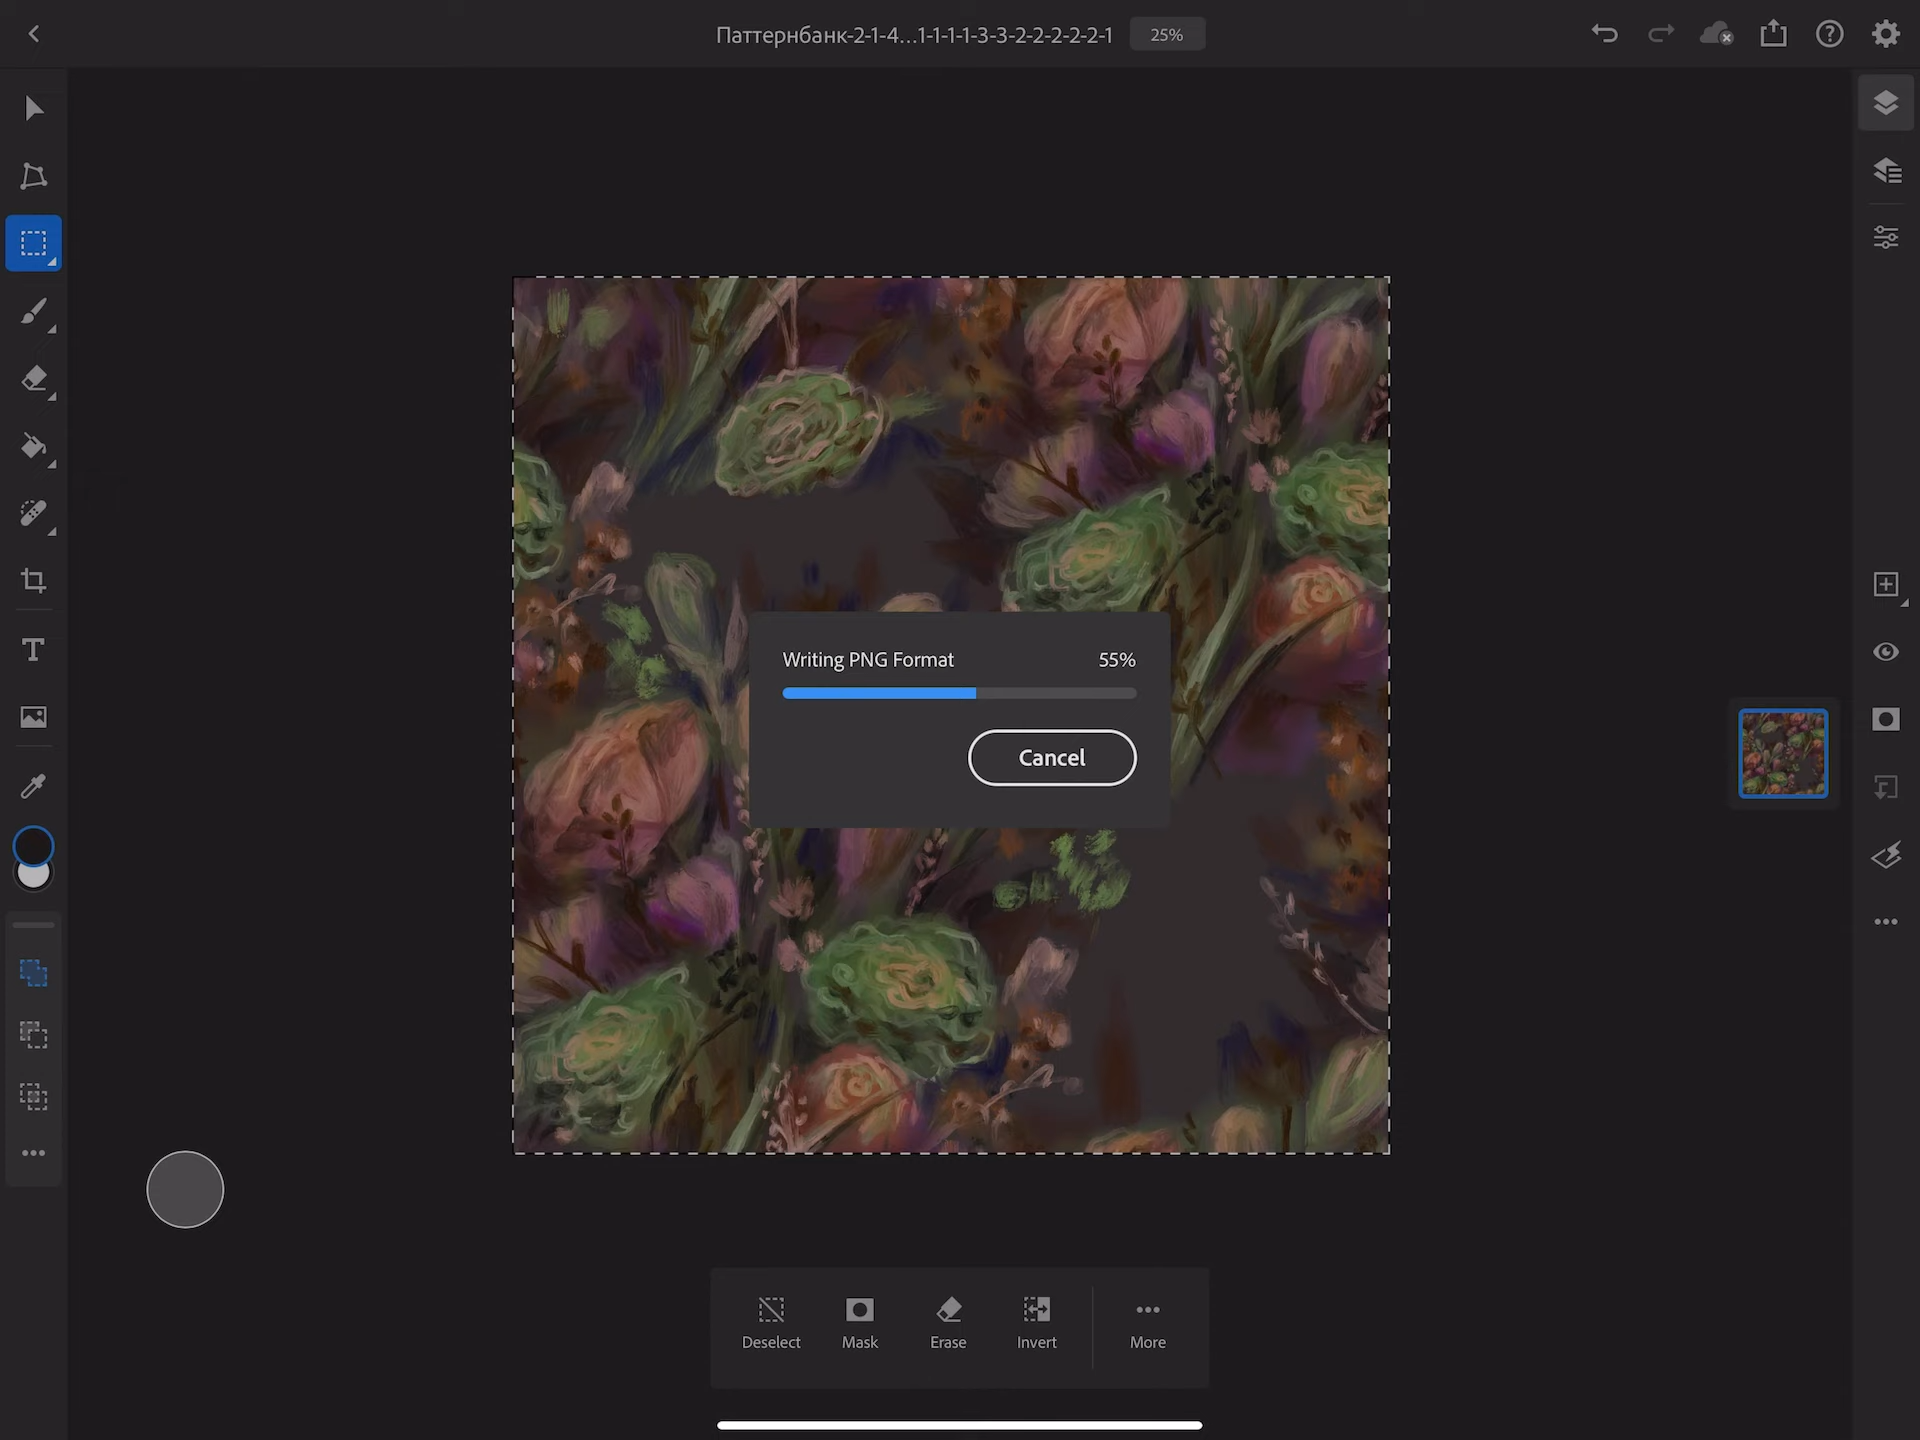 Паттернбанк-2-1-4...1-1-1-1-3-3-2-2-2-2-2-1
25%
Writing PNG Format
55%
Cancel
Deselect
Mask
Erase
Invert
More